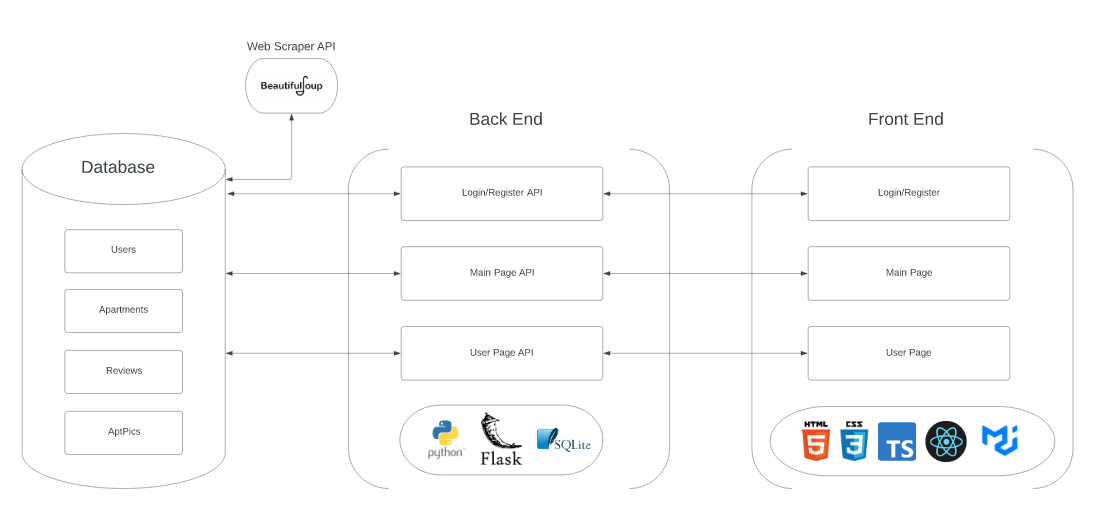 Web Scraper API
BeautifulSoup
Back End
Front End
Database
Login/Register API
Login/Register
Users
Main Page API
Main Page
Apartments
User Page API
User Page
Reviews
AptPics
python
Flask
SQLite
HTML
5
CSS
3
TS